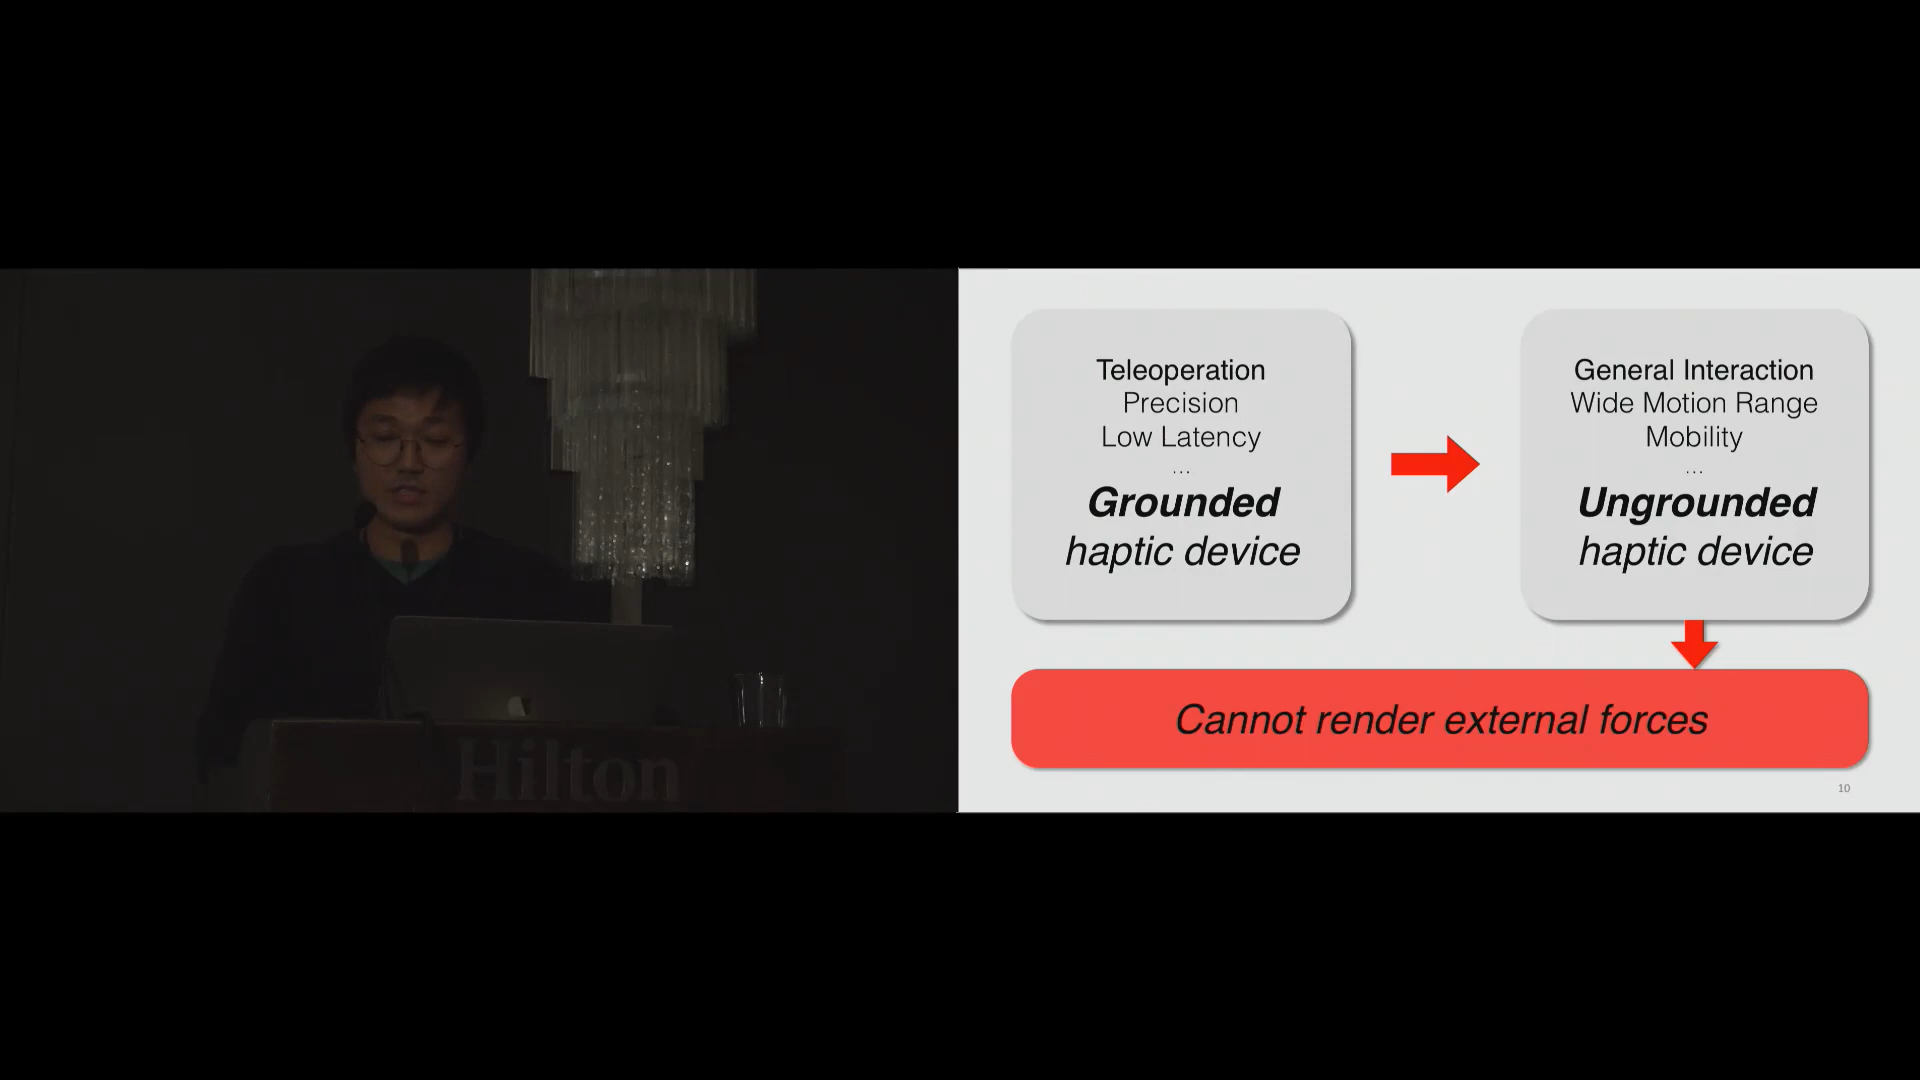 Hilton
Teleoperation
Precision
Low Latency
...
Grounded
haptic device
General Interaction
Wide Motion Range
Mobility
...
Ungrounded
haptic device
Cannot render external forces
10